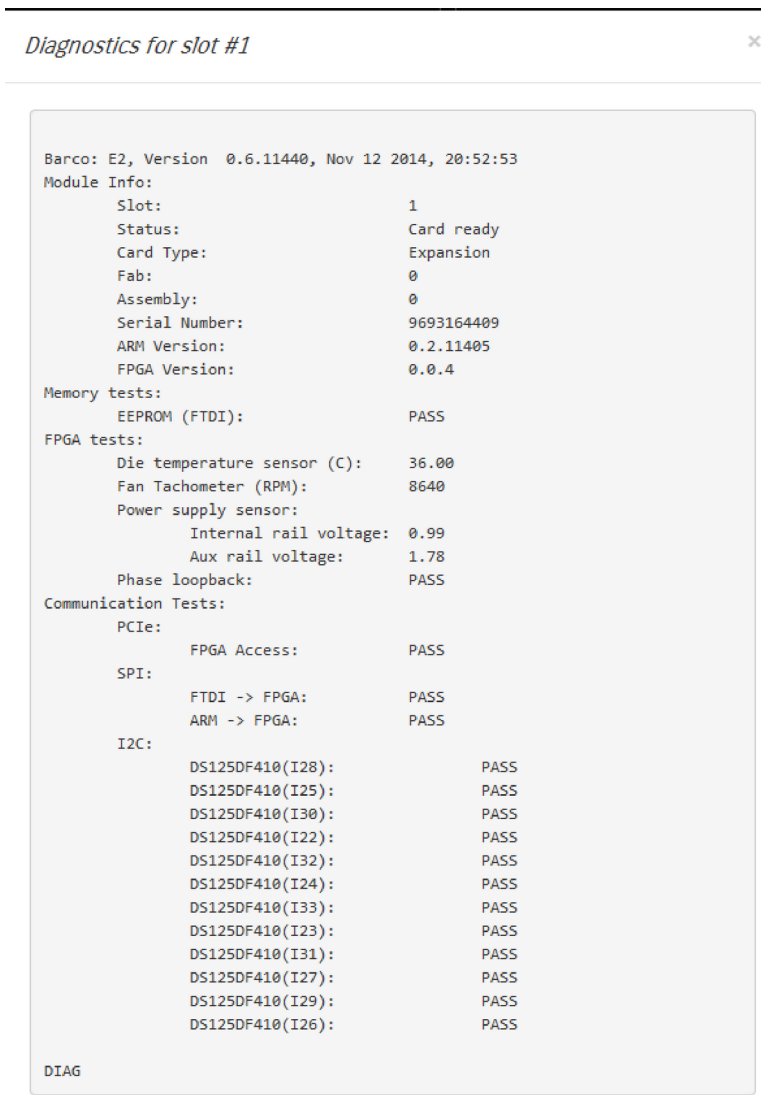 Diagnostics for slot #1 ×
Barco: E2, Version  0.6.11440, Nov 12 2014, 20:52:53
Module Info:
        Slot:                           1
        Status:                         Card ready
        Card Type:                      Expansion
        Fab:                            0
        Assembly:                       0
        Serial Number:                  9693164409
        ARM Version:                    0.2.11405
        FPGA Version:                   0.0.4
Memory tests:
        EEPROM (FTDI):                  PASS
FPGA tests:
        Die temperature sensor (C):     36.00
        Fan Tachometer (RPM):           8640
        Power supply sensor:
                Internal rail voltage:  0.99
                Aux rail voltage:       1.78
        Phase loopback:                 PASS
Communication Tests:
        PCIe:
                FPGA Access:            PASS
        SPI:
                FTDI -> FPGA:           PASS
                ARM -> FPGA:            PASS
        I2C:
                DS125DF410(I28):                PASS
                DS125DF410(I25):                PASS
                DS125DF410(I30):                PASS
                DS125DF410(I22):                PASS
                DS125DF410(I32):                PASS
                DS125DF410(I24):                PASS
                DS125DF410(I33):                PASS
                DS125DF410(I23):                PASS
                DS125DF410(I31):                PASS
                DS125DF410(I27):                PASS
                DS125DF410(I29):                PASS
                DS125DF410(I26):                PASS
DIAG